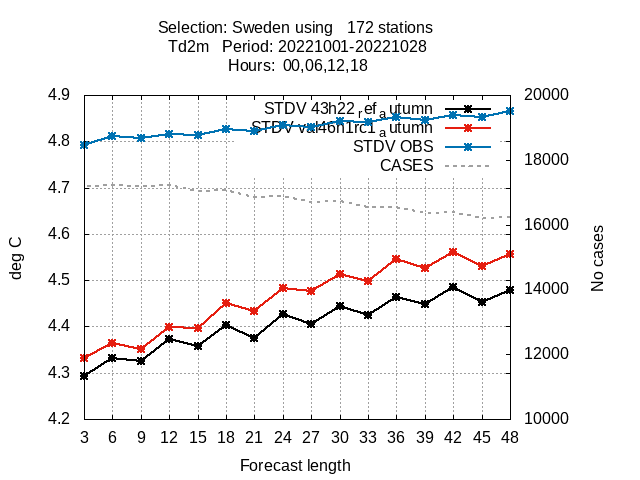 Selection: Sweden using   172 stations
Td2m   Period: 20221001-20221028
Hours: 00,06,12,18
deg C
No cases
4.9
4.8
4.7
4.6
4.5
4.4
4.3
4.2
20000
18000
16000
14000
12000
10000
STDV 43h22_ref_autumn
STDV val46h1rc1_autumn
STDV OBS
CASES
3 6 9 12 15 18 21 24 27 30 33 36 39 42 45 48
Forecast length